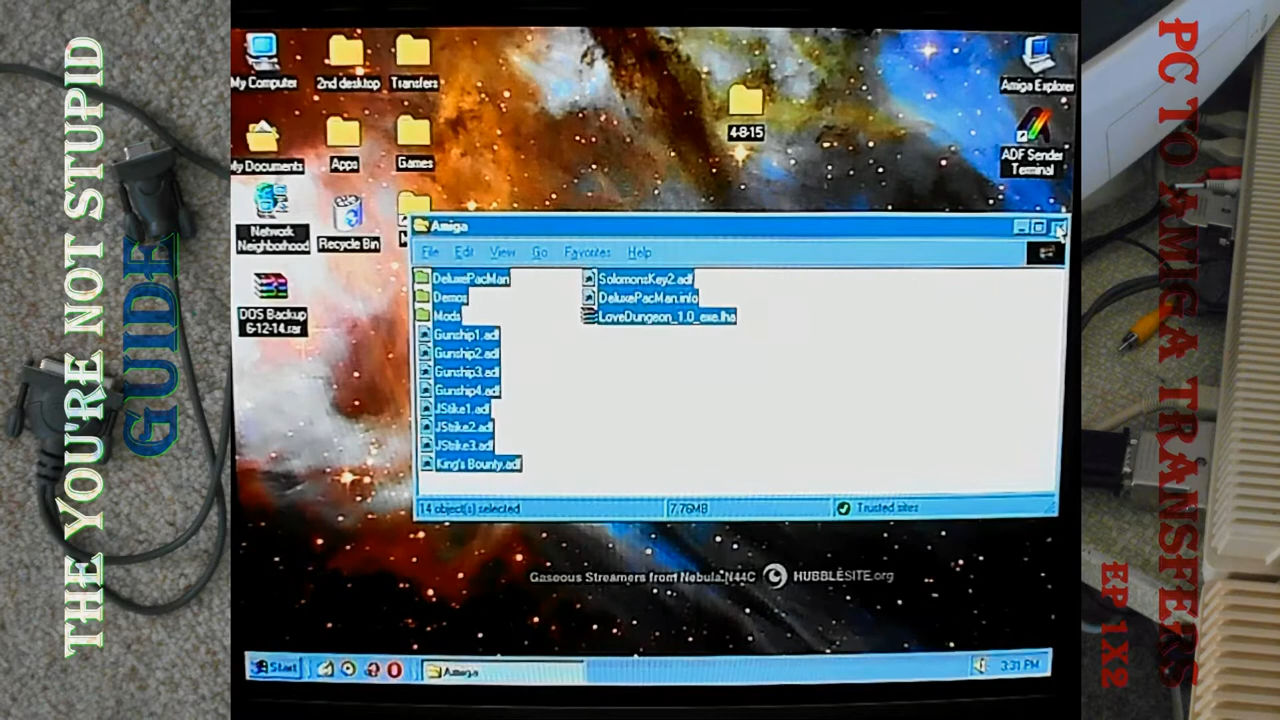 THE YOU'RE NOT STUPID
GUIDE
My Computer
2nd desktop
Transfers
4-8-15
Amiga Explorer
My Documents
Apps
Games
ADF Sender
Terminal
Network
Neighborhood
Recycle Bin
DOS Backup
6-12-14.rar
Amiga
File Edit View Go Favorites Help
DeluxePacMan
Demos
Mods
Gunship1.adf
Gunship2.adf
Gunship3.adf
Gunship4.adf
JStrike1.adf
JStrike2.adf
JStrike3.adf
King's Bounty.adf
SolomonsKey2.adf
DeluxePacMan.info
LoveDungeon_1.0_exe.lha
14 object(s) selected
7.76MB
Trusted sites
Gaseous Streamers from Nebula N44C
HUBBLESITE.org
Start
Amiga
3:31 PM
PC TO AMIGA TRANSFERS
EP 1X2